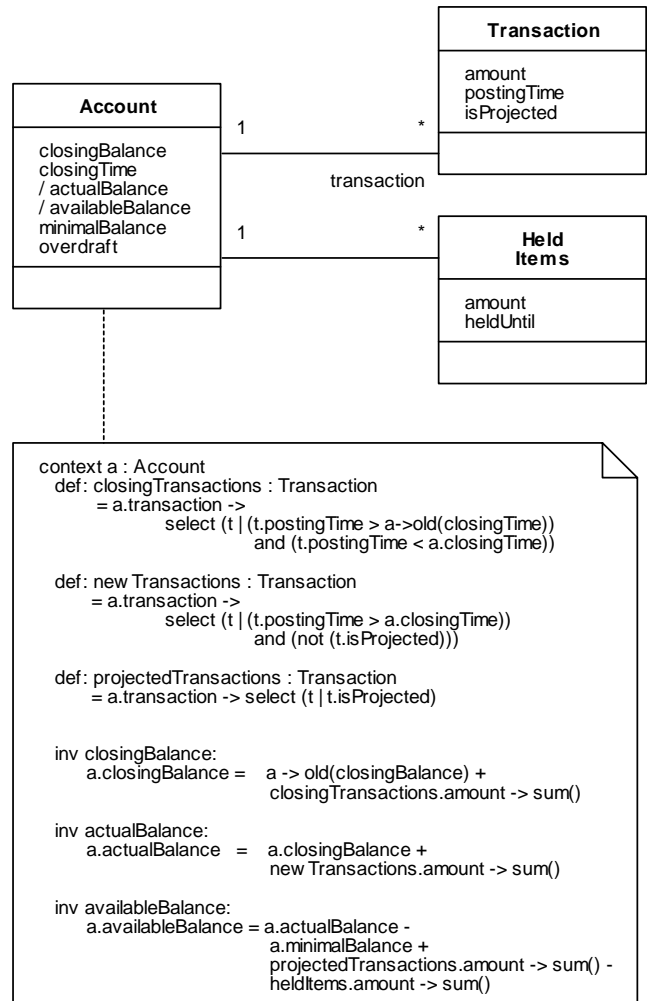 Transaction
amount
postingTime
isProjected
Account
closingBalance
closingTime
/ actualBalance
/ availableBalance
minimalBalance
overdraft
1
*
transaction
1
*
Held
Items
amount
heldUntil
context a : Account
def: closingTransactions : Transaction
= a.transaction ->
select (t | (t.postingTime > a->old(closingTime))
and (t.postingTime < a.closingTime))
def: new Transactions : Transaction
= a.transaction ->
select (t | (t.postingTime > a.closingTime))
and (not (t.isProjected)))
def: projectedTransactions : Transaction
= a.transaction -> select (t | t.isProjected)
inv closingBalance:
a.closingBalance = a -> old(closingBalance) +
closingTransactions.amount -> sum()
inv actualBalance:
a.actualBalance = a.closingBalance +
new Transactions.amount -> sum()
inv availableBalance:
a.availableBalance = a.actualBalance -
a.minimalBalance +
projectedTransactions.amount -> sum() -
heldItems.amount -> sum()